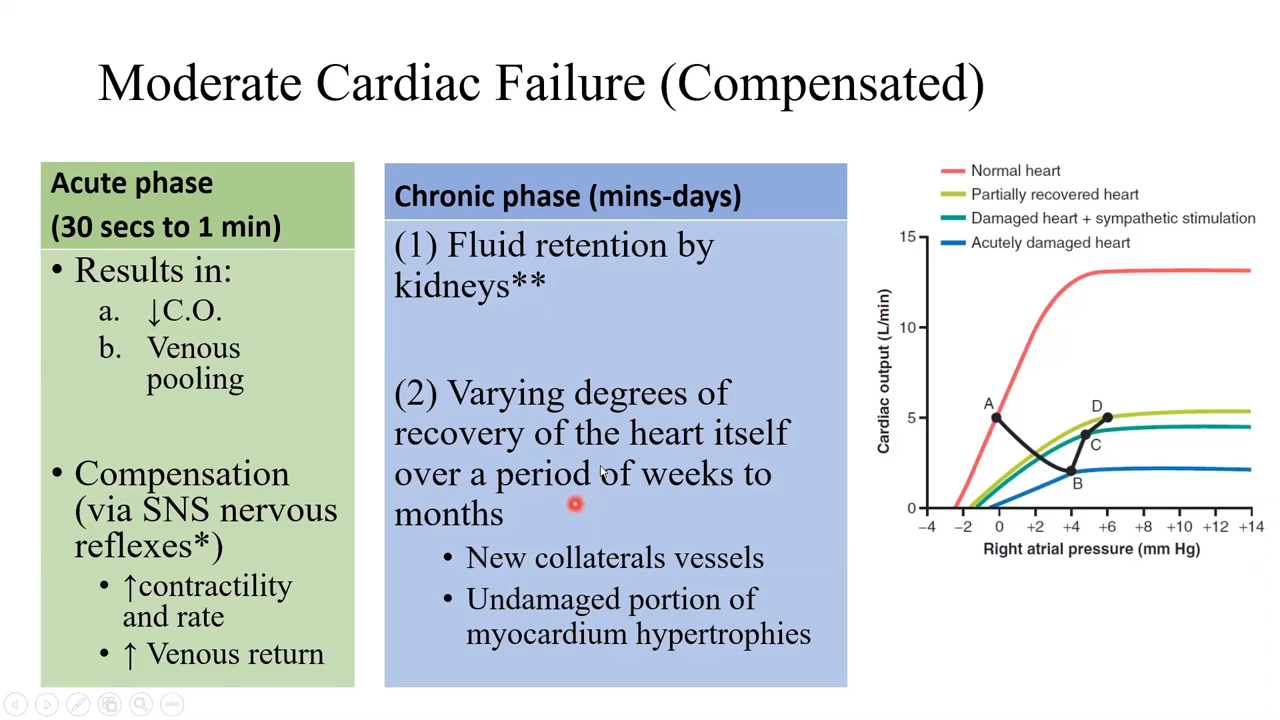 Moderate Cardiac Failure (Compensated)
Acute phase
(30 secs to 1 min)
• Results in:
a. ↓C.O.
b. Venous
pooling
• Compensation
(via SNS nervous
reflexes*)
• ↑contractility
and rate
• ↑ Venous return
Chronic phase (mins-days)
(1) Fluid retention by
kidneys**
(2) Varying degrees of
recovery of the heart itself
over a period of weeks to
months
• New collaterals vessels
• Undamaged portion of
myocardium hypertrophies
Normal heart
Partially recovered heart
Damaged heart + sympathetic stimulation
Acutely damaged heart
Cardiac output (L/min)
15
10
5
0
A
B
C
D
−4 −2 0 +2 +4 +6 +8 +10 +12 +14
Right atrial pressure (mm Hg)